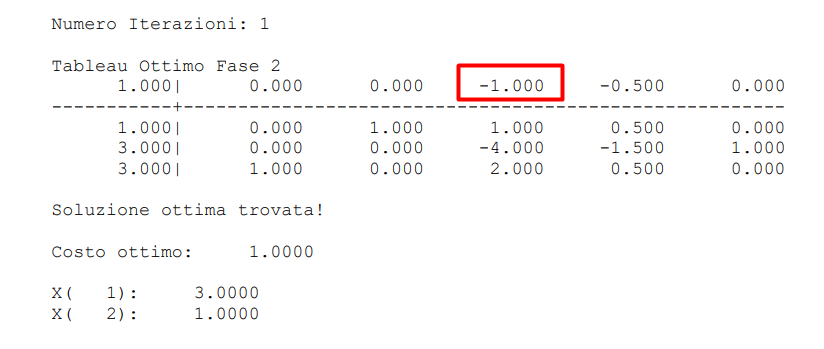 Numero Iterazioni: 1
Tableau Ottimo Fase 2
1.000| 0.000 0.000 -1.000 -0.500 0.000
-----------+----------------------------------------------------------
1.000| 0.000 1.000 1.000 0.500 0.000
3.000| 0.000 0.000 -4.000 -1.500 1.000
3.000| 1.000 0.000 2.000 0.500 0.000
Soluzione ottima trovata!
Costo ottimo: 1.0000
X( 1): 3.0000
X( 2): 1.0000